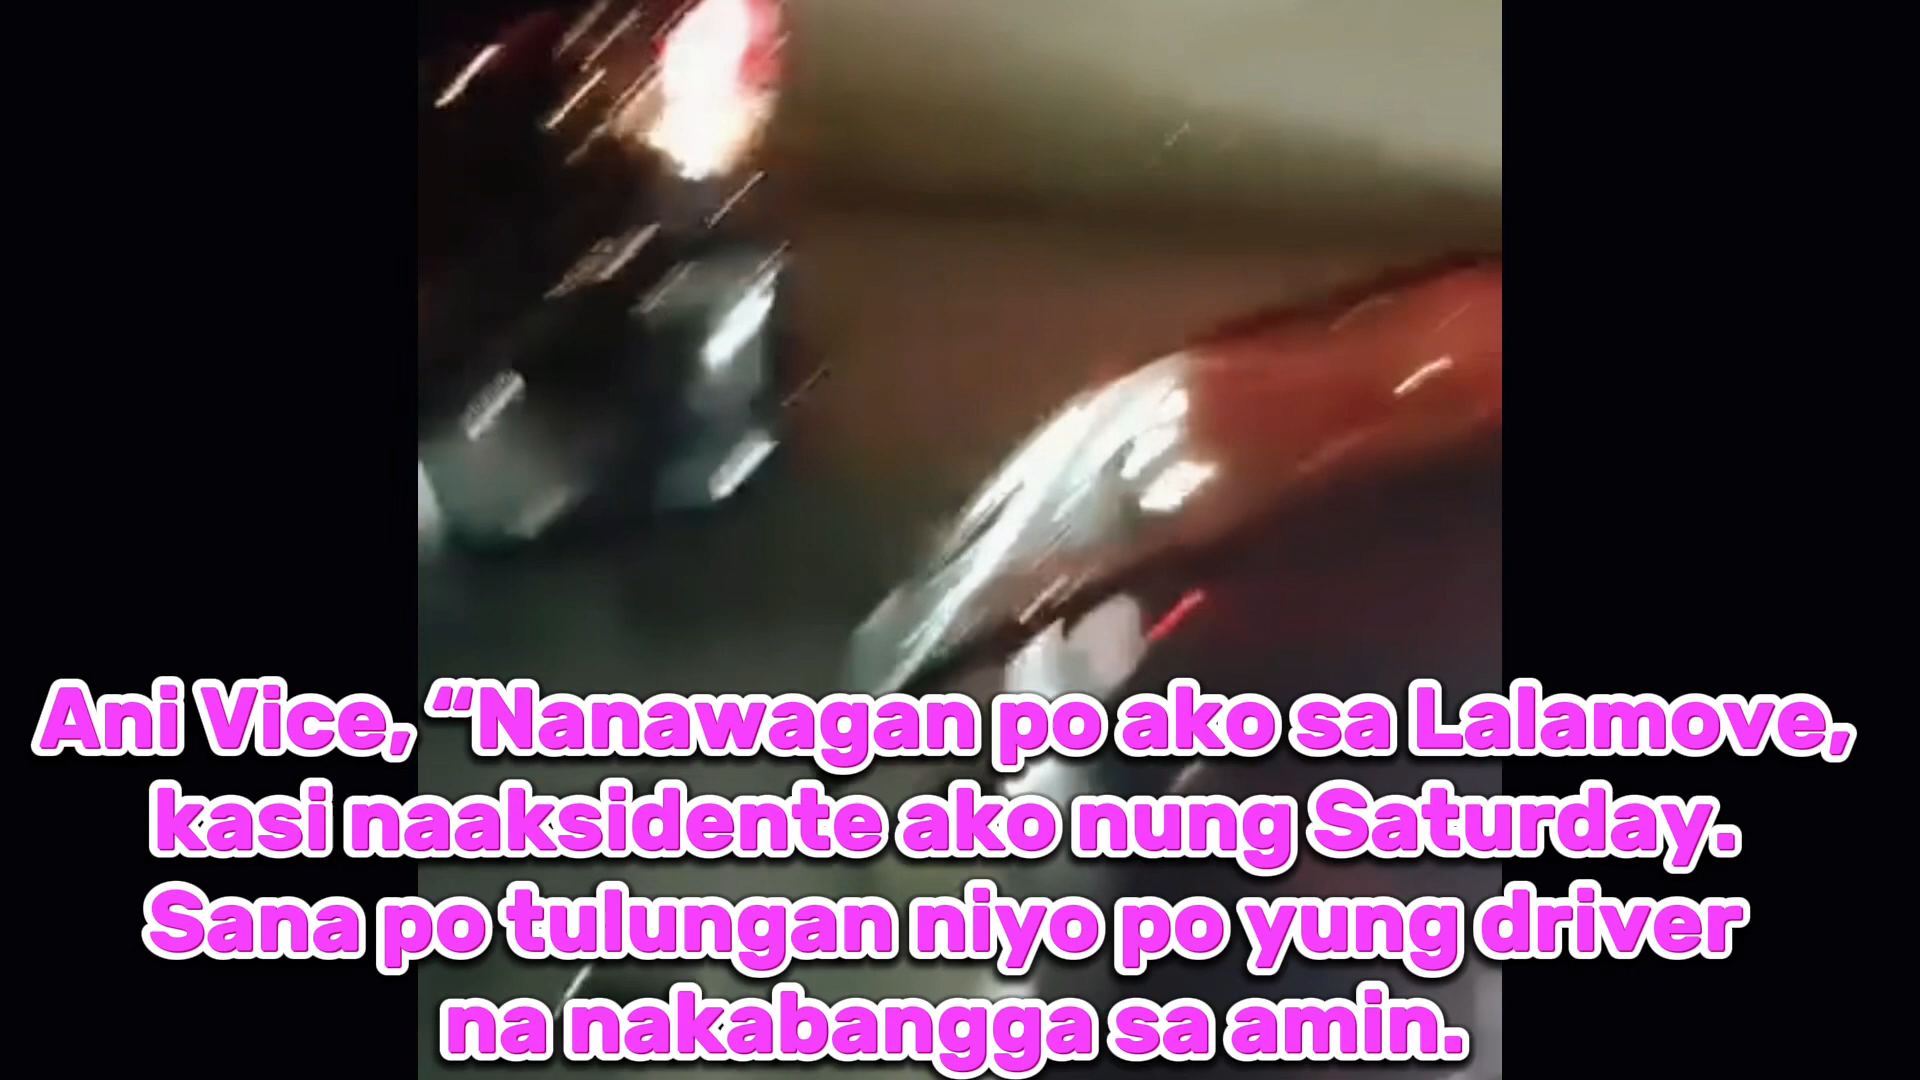 Ani Vice, “Nanawagan po ako sa Lalamove,
kasi naaksidente ako nung Saturday.
Sana po tulungan niyo po yung driver
na nakabangga sa amin.